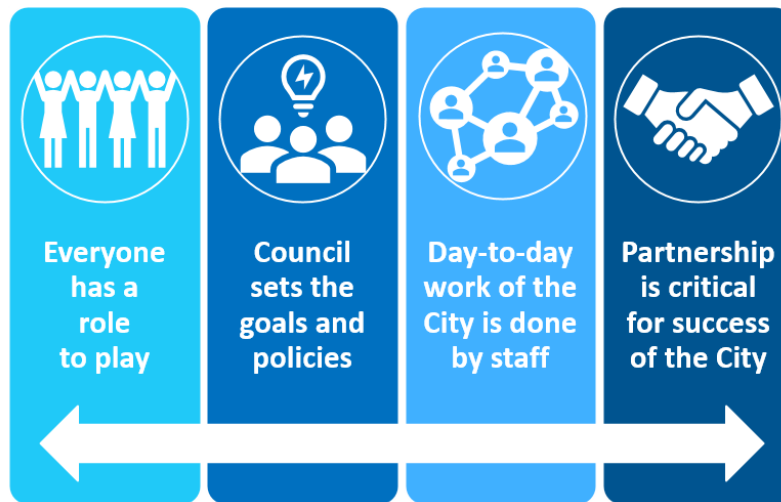 Everyone
has a
role
to play
Council
sets the
goals and
policies
Day-to-day
work of the
City is done
by staff
Partnership
is critical
for success
of the City